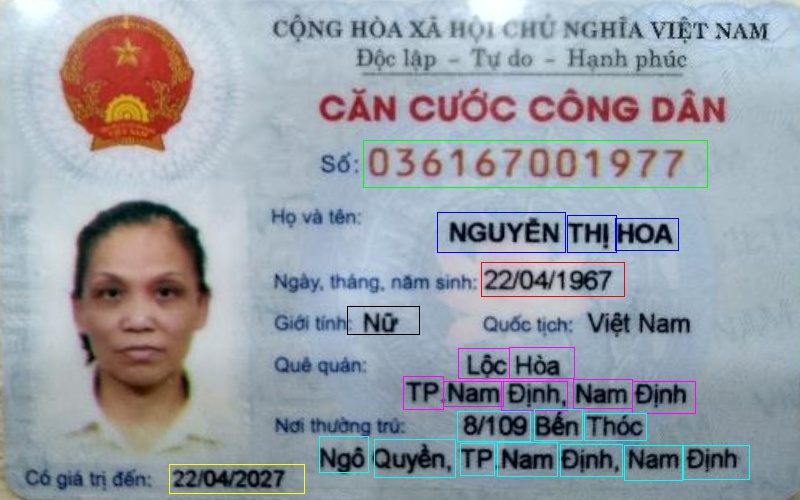 CỘNG HÒA XÃ HỘI CHỦ NGHĨA VIỆT NAM
Độc lập - Tự do - Hạnh phúc
CĂN CƯỚC CÔNG DÂN
Số: 036167001977
Họ và tên:
NGUYỄN THỊ HOA
Ngày, tháng, năm sinh: 22/04/1967
Giới tính: Nữ Quốc tịch: Việt Nam
Quê quán: Lộc Hòa
TP. Nam Định, Nam Định
Nơi thường trú: 8/109 Bến Thóc
Ngô Quyền, TP. Nam Định, Nam Định
Có giá trị đến: 22/04/2027